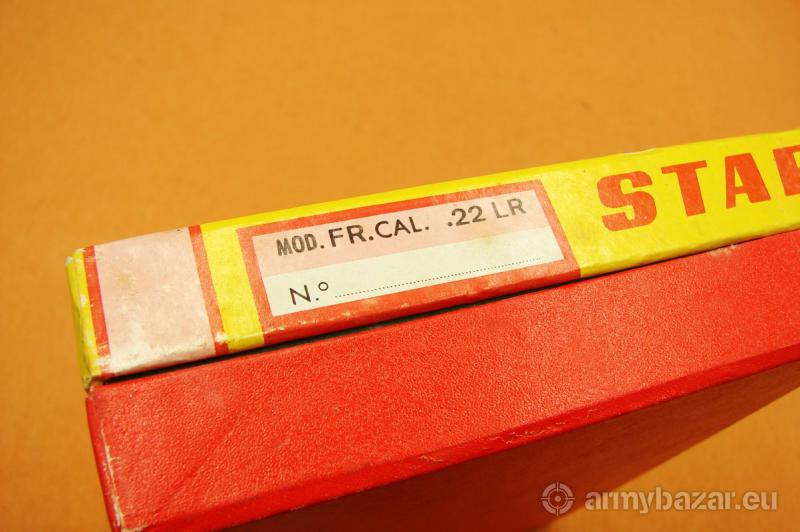 STA
MOD. FR. CAL. .22 LR
N.º
armybazar.eu